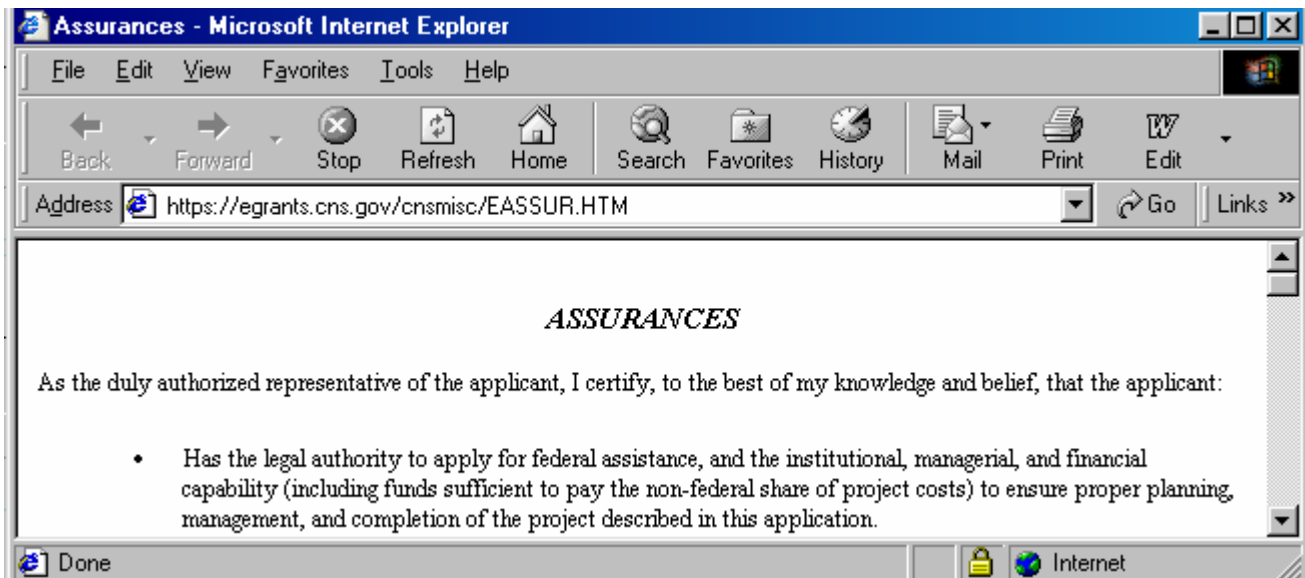 Assurances - Microsoft Internet Explorer
File Edit View Favorites Tools Help
Back Forward Stop Refresh Home Search Favorites History Mail Print Edit
Address https://egrants.cns.gov/cnsmisc/EASSUR.HTM Go Links »
ASSURANCES
As the duly authorized representative of the applicant, I certify, to the best of my knowledge and belief, that the applicant:
• Has the legal authority to apply for federal assistance, and the institutional, managerial, and financial
capability (including funds sufficient to pay the non-federal share of project costs) to ensure proper planning,
management, and completion of the project described in this application.
Done Internet